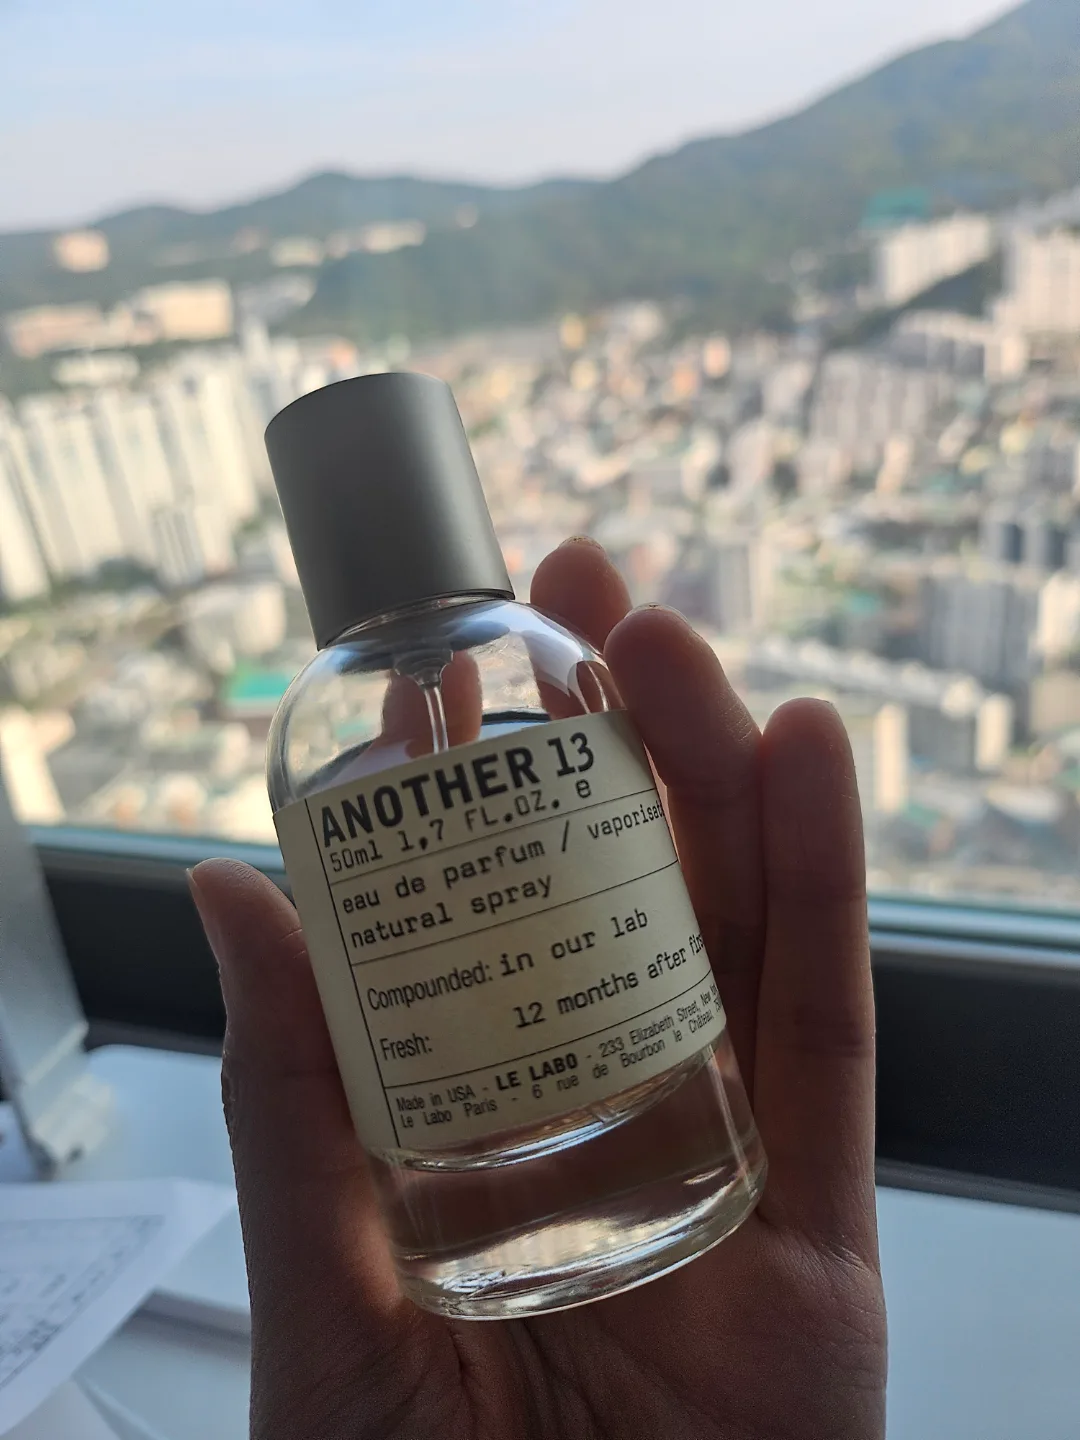 ANOTHER 13
50ml 1,7 FL.OZ. e
eau de parfum / vaporisat
natural spray
Compounded: in our lab
Fresh: 12 months after firs
Made in USA - LE LABO - 233 Elizabeth Street, New
Le Labo Paris - 6 rue de Bourbon le Château,